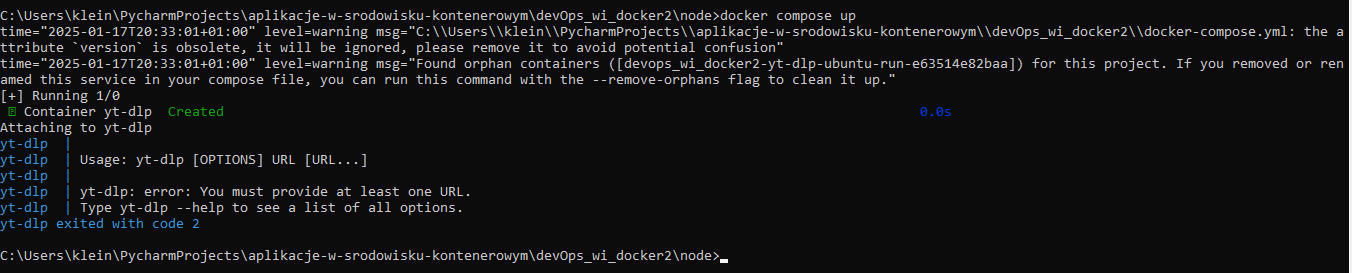 C:\Users\klein\PycharmProjects\aplikacje-w-srodowisku-kontenerowym\devOps_wi_docker2\node>docker compose up
time="2025-01-17T20:33:01+01:00" level=warning msg="C:\\Users\\klein\\PycharmProjects\\aplikacje-w-srodowisku-kontenerowym\\devOps_wi_docker2\\docker-compose.yml: the a
ttribute `version` is obsolete, it will be ignored, please remove it to avoid potential confusion"
time="2025-01-17T20:33:01+01:00" level=warning msg="Found orphan containers ([devops_wi_docker2-yt-dlp-ubuntu-run-e63514e82baa]) for this project. If you removed or ren
amed this service in your compose file, you can run this command with the --remove-orphans flag to clean it up."
[+] Running 1/0
Container yt-dlp  Created 0.0s
Attaching to yt-dlp
yt-dlp  |
yt-dlp  | Usage: yt-dlp [OPTIONS] URL [URL...]
yt-dlp  |
yt-dlp  | yt-dlp: error: You must provide at least one URL.
yt-dlp  | Type yt-dlp --help to see a list of all options.
yt-dlp exited with code 2
C:\Users\klein\PycharmProjects\aplikacje-w-srodowisku-kontenerowym\devOps_wi_docker2\node>